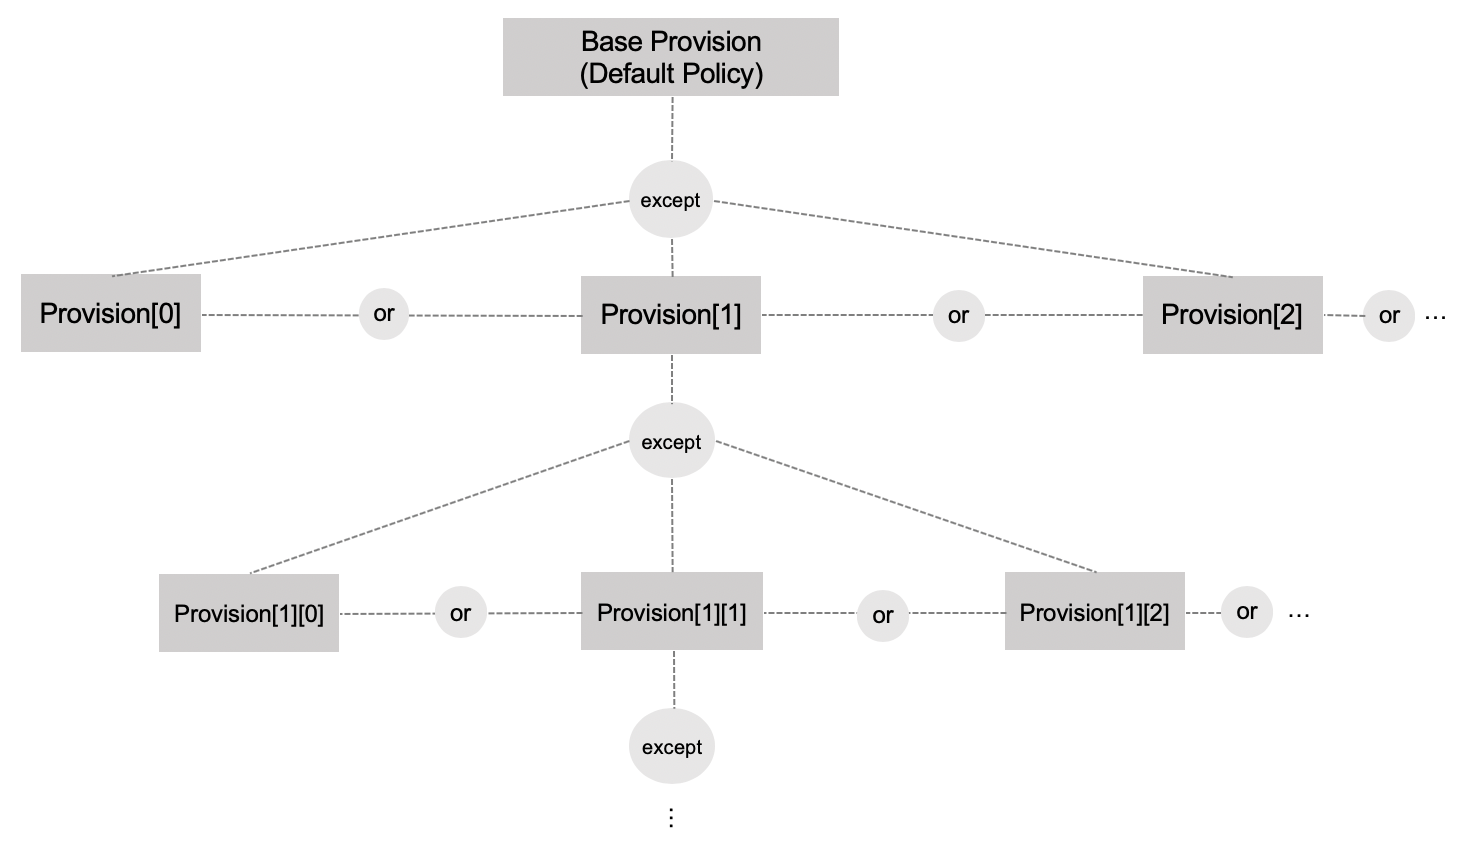 Base Provision
(Default Policy)
except
Provision[0]
or
Provision[1]
or
Provision[2]
or
...
except
Provision[1][0]
or
Provision[1][1]
or
Provision[1][2]
or
...
except
⋮